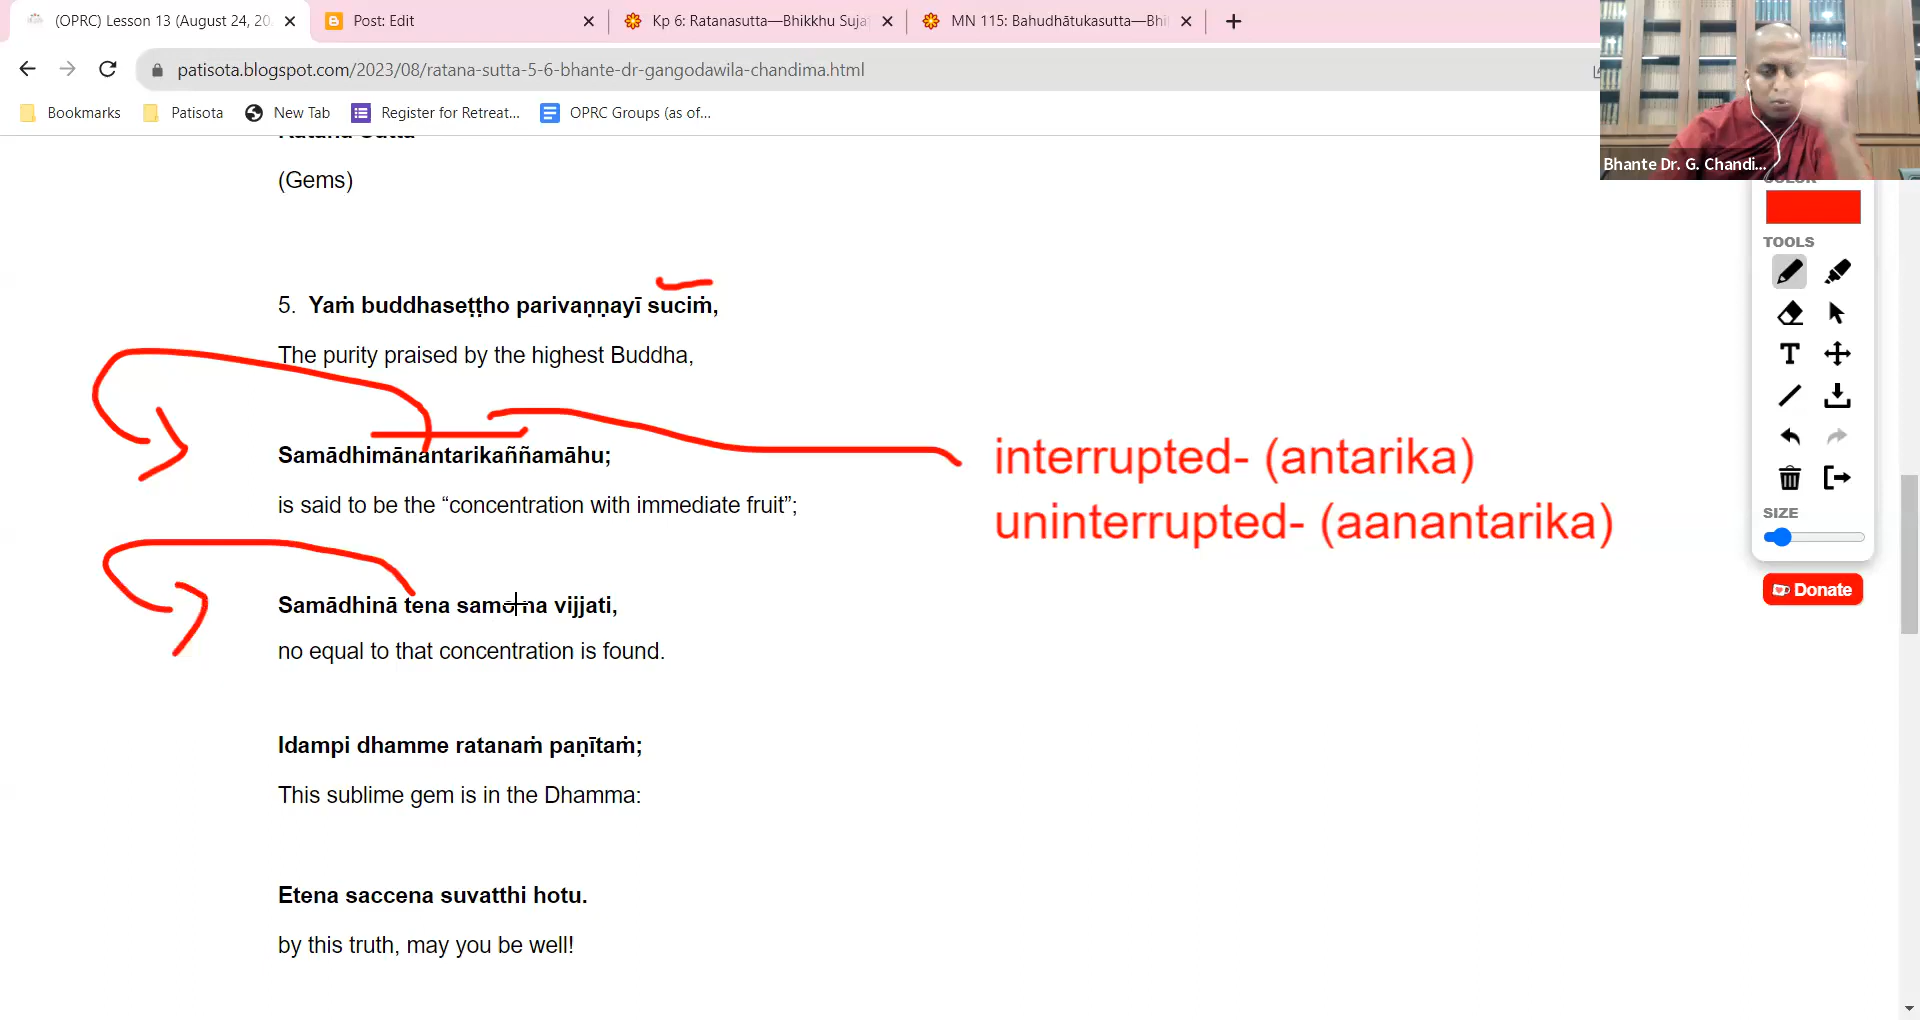 (OPRC) Lesson 13 (August 24, 20
Post: Edit
Kp 6: Ratanasutta—Bhikkhu Suja
MN 115: Bahudhātukasutta—Bhi
patisota.blogspot.com/2023/08/ratana-sutta-5-6-bhante-dr-gangodawila-chandima.html
Bookmarks
Patisota
New Tab
Register for Retreat...
OPRC Groups (as of...
Bhante Dr. G. Chandi...
Ratana Sutta
(Gems)
5. Yaṁ buddhaseṭṭho parivaṇṇayī suciṁ,
The purity praised by the highest Buddha,
Samādhimānantarikaññamāhu;
is said to be the “concentration with immediate fruit”;
Samādhinā tena samo na vijjati,
no equal to that concentration is found.
Idampi dhamme ratanaṁ paṇītaṁ;
This sublime gem is in the Dhamma:
Etena saccena suvatthi hotu.
by this truth, may you be well!
interrupted- (antarika)
uninterrupted- (aanantarika)
COLOR
TOOLS
T
SIZE
Donate